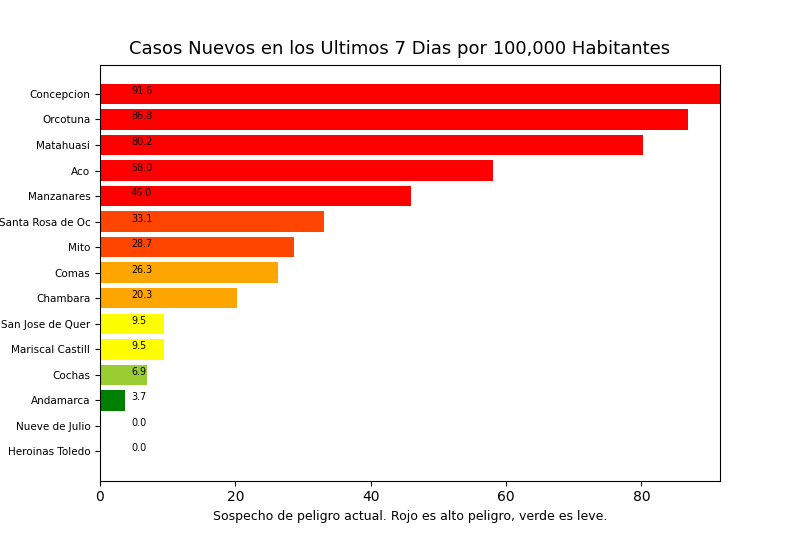 Casos Nuevos en los Ultimos 7 Dias por 100,000 Habitantes
Concepcion 91.6
Orcotuna 86.8
Matahuasi 80.2
Aco 58.0
Manzanares 46.0
Santa Rosa de Oc 33.1
Mito 28.7
Comas 26.3
Chambara 20.3
San Jose de Quer 9.5
Mariscal Castill 9.5
Cochas 6.9
Andamarca 3.7
Nueve de Julio 0.0
Heroinas Toledo 0.0
0 20 40 60 80
Sospecho de peligro actual. Rojo es alto peligro, verde es leve.